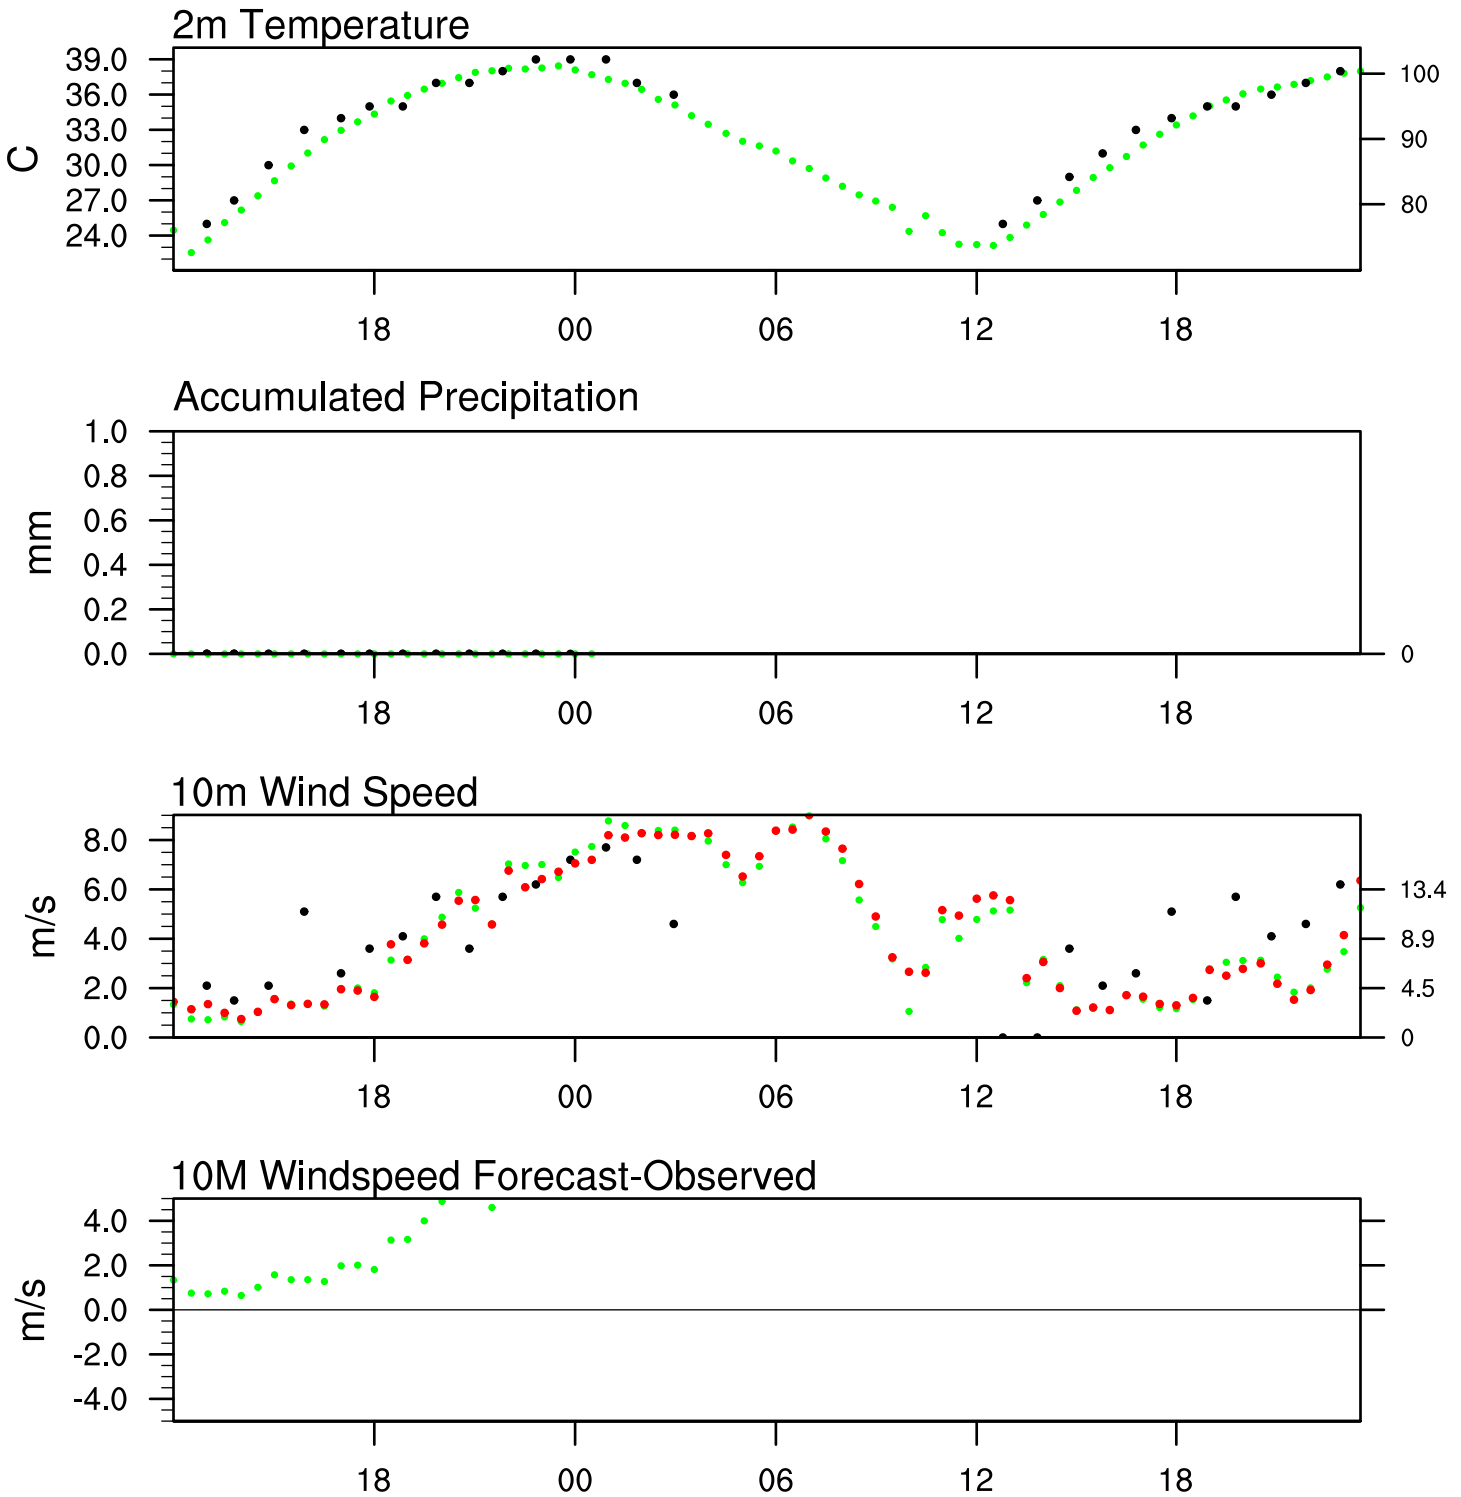 2m Temperature
39.0
36.0
33.0
30.0
27.0
24.0
C
100
90
80
18 00 06 12 18
Accumulated Precipitation
1.0
0.8
0.6
0.4
0.2
0.0
mm
0
18 00 06 12 18
10m Wind Speed
8.0
6.0
4.0
2.0
0.0
m/s
13.4
8.9
4.5
0
18 00 06 12 18
10M Windspeed Forecast-Observed
4.0
2.0
0.0
-2.0
-4.0
m/s
18 00 06 12 18